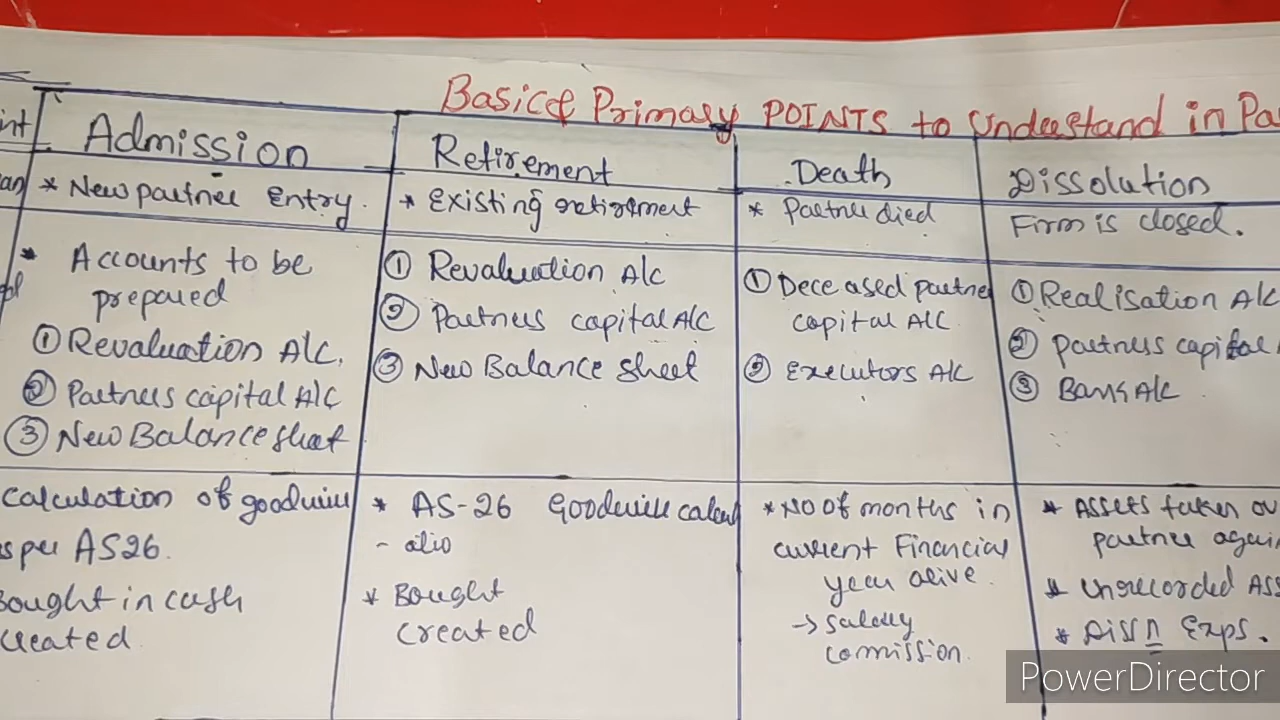 Basic & Primary POINTS to Understand in Pa
int
Admission
Retirement
Death
Dissolution
* New partner Entry.
* Existing retirement
* Partner died
Firm is closed.
* Accounts to be
prepared
① Revaluation A/C.
② Partners capital A/C
③ New Balance sheet
① Revaluation A/C
② Partners capital A/C
③ New Balance sheet
① Deceased partner
capital A/C
② Executors A/C
① Realisation A/C
② partners capital
③ Bank A/C
Calculation of goodwill
as per AS26.
Bought in cash
created.
* AS-26 Goodwill calcul
- atio
* Bought
created
* No of months in
current Financial
year alive.
→ Salary
commission.
* Assets taken ov
partner again
* Unrecorded Ass
* Dissn Exps.
PowerDirector